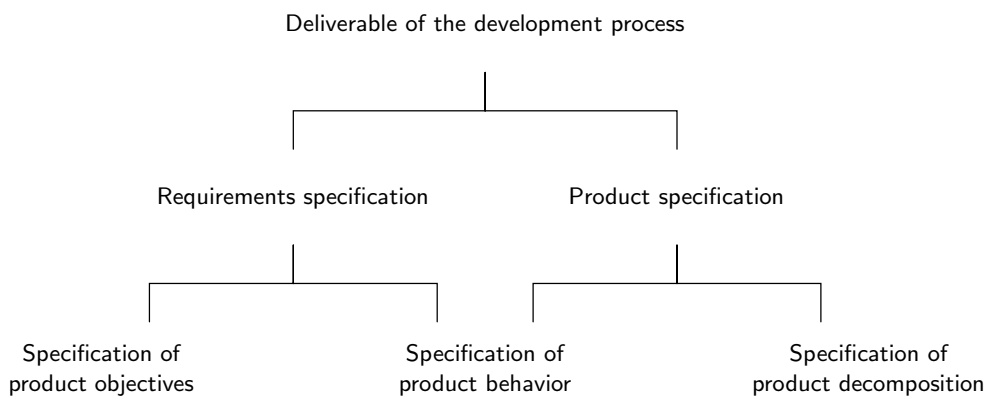 Deliverable of the development process
Requirements specification
Product specification
Specification of
product objectives
Specification of
product behavior
Specification of
product decomposition